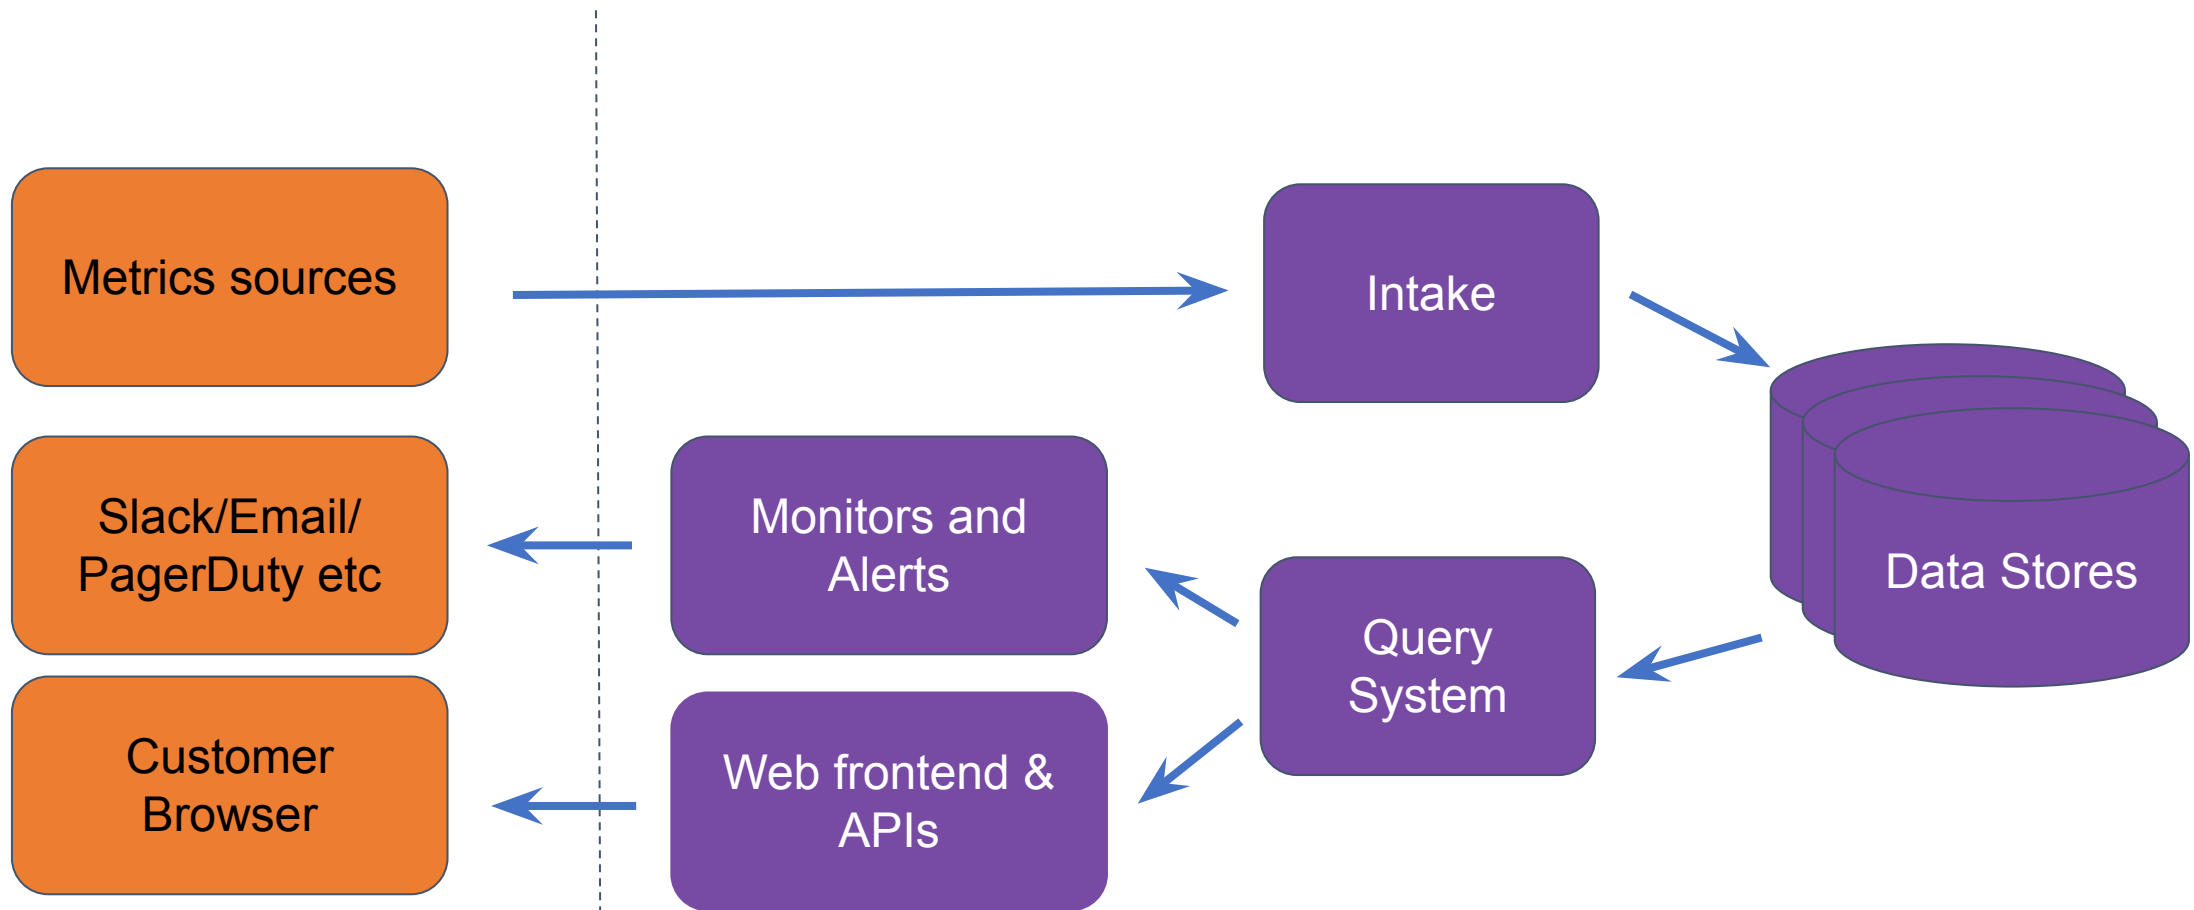 Metrics sources
Intake
Slack/Email/
PagerDuty etc
Monitors and
Alerts
Query
System
Data Stores
Customer
Browser
Web frontend &
APIs